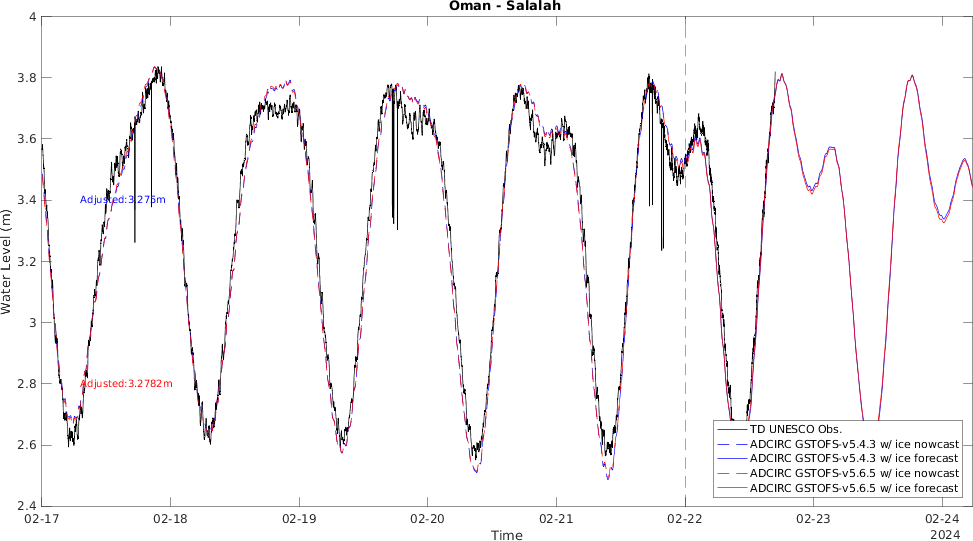 Oman - Salalah
4
3.8
3.6
3.4
3.2
3
2.8
2.6
2.4
Water Level (m)
Adjusted:3.275m
Adjusted:3.2782m
TD UNESCO Obs.
ADCIRC GSTOFS-v5.4.3 w/ ice nowcast
ADCIRC GSTOFS-v5.4.3 w/ ice forecast
ADCIRC GSTOFS-v5.6.5 w/ ice nowcast
ADCIRC GSTOFS-v5.6.5 w/ ice forecast
02-17 02-18 02-19 02-20 02-21 02-22 02-23 02-24
Time
2024